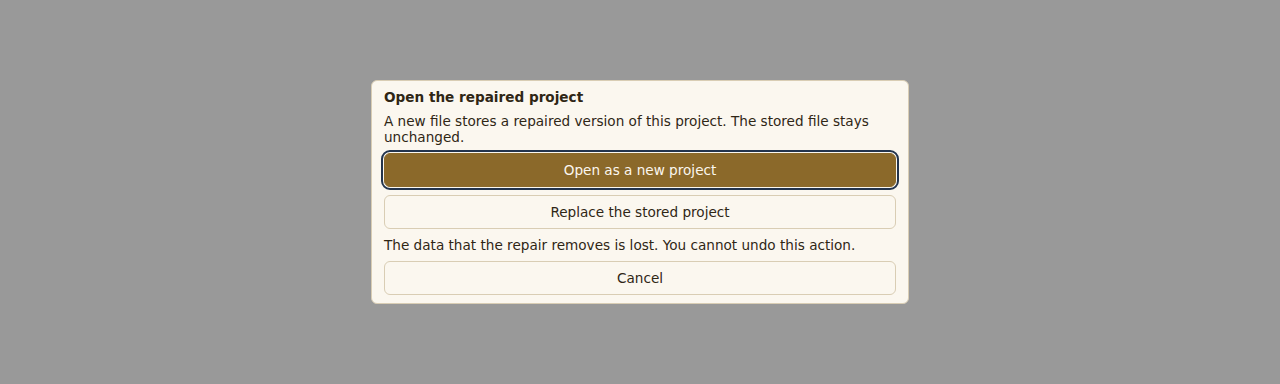 Open the repaired project
A new file stores a repaired version of this project. The stored file stays
unchanged.
Open as a new project
Replace the stored project
The data that the repair removes is lost. You cannot undo this action.
Cancel